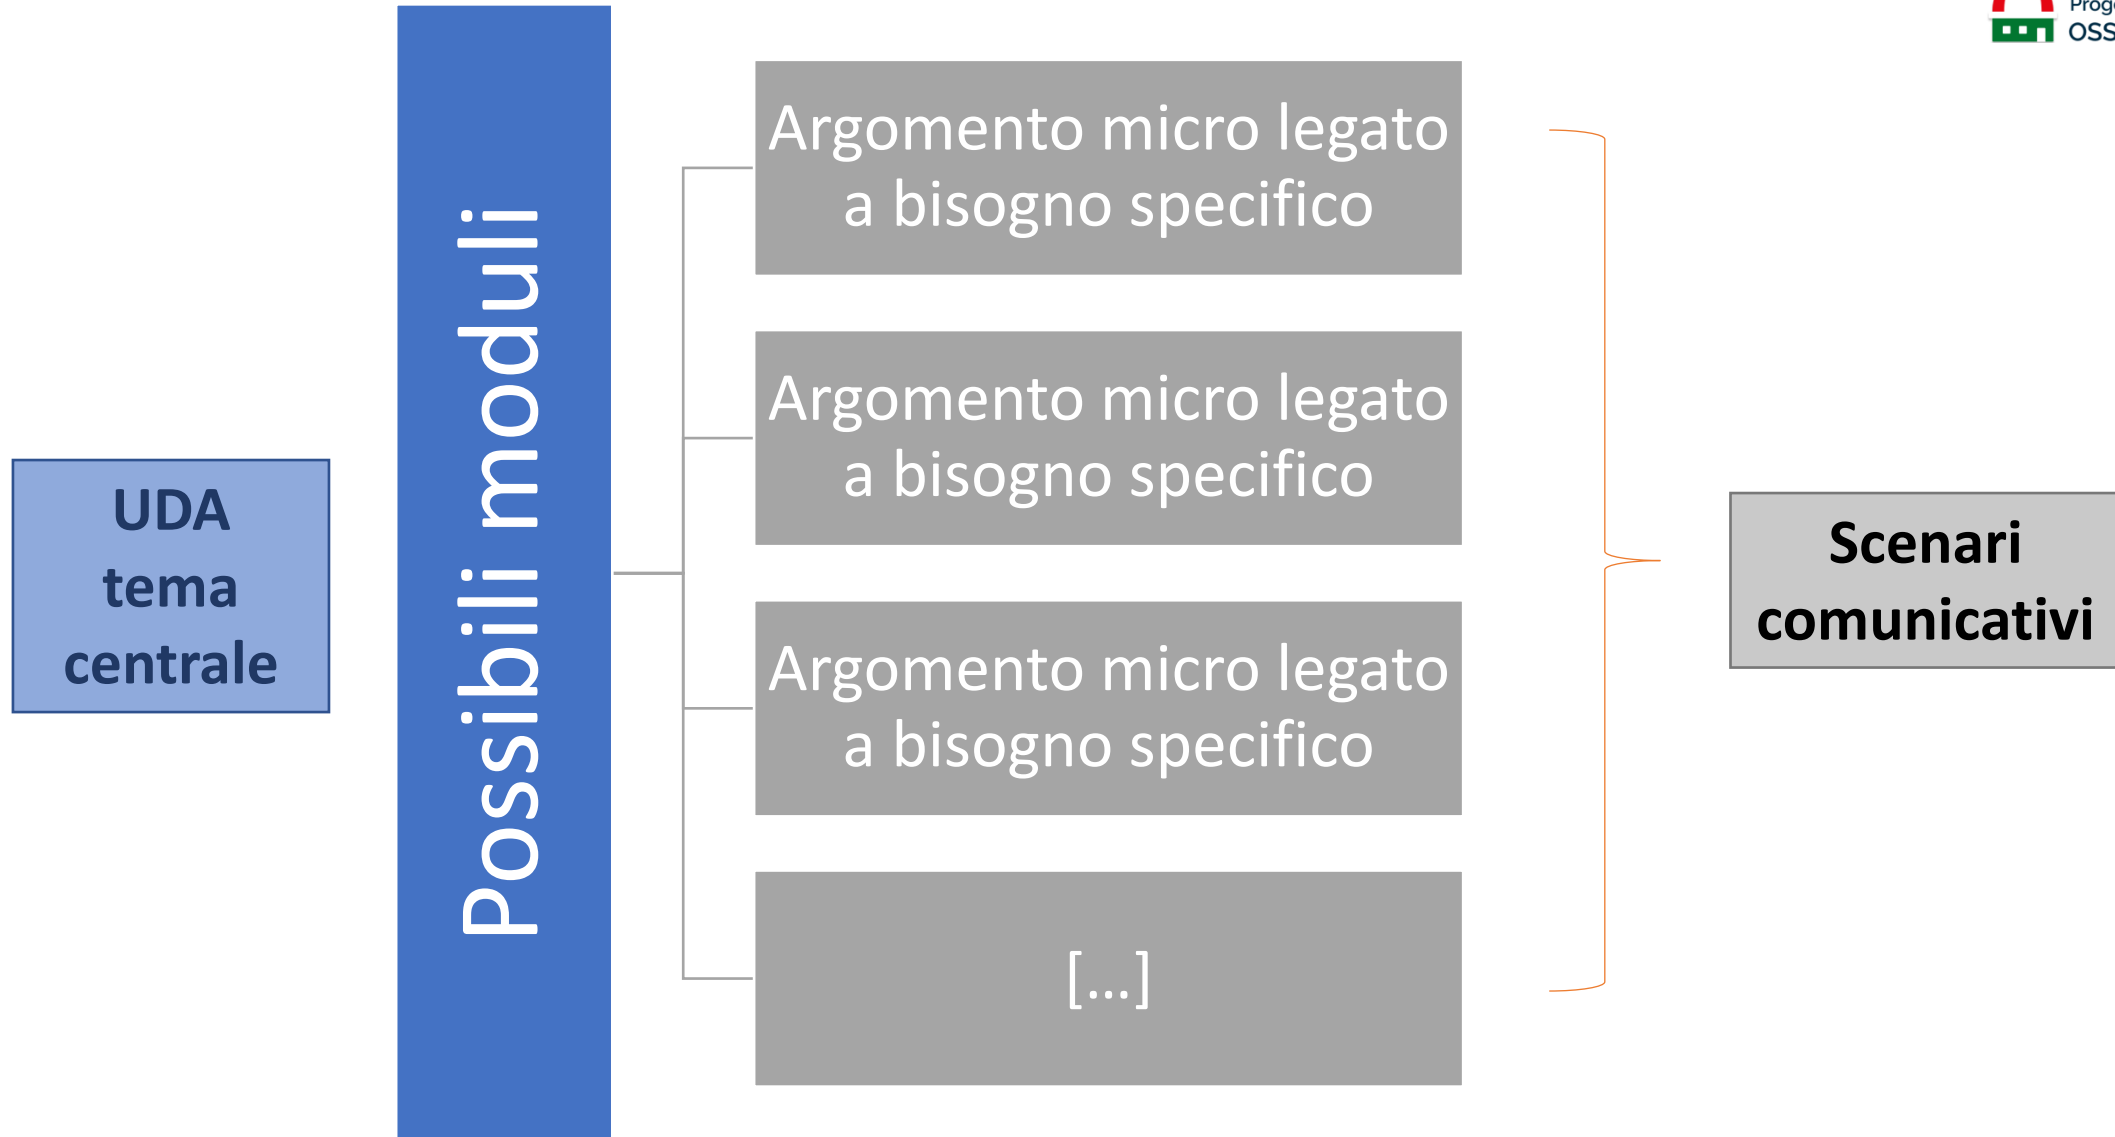 OSS
UDA
tema
centrale
Possibili moduli
Argomento micro legato
a bisogno specifico
Argomento micro legato
a bisogno specifico
Argomento micro legato
a bisogno specifico
[...]
Scenari
comunicativi